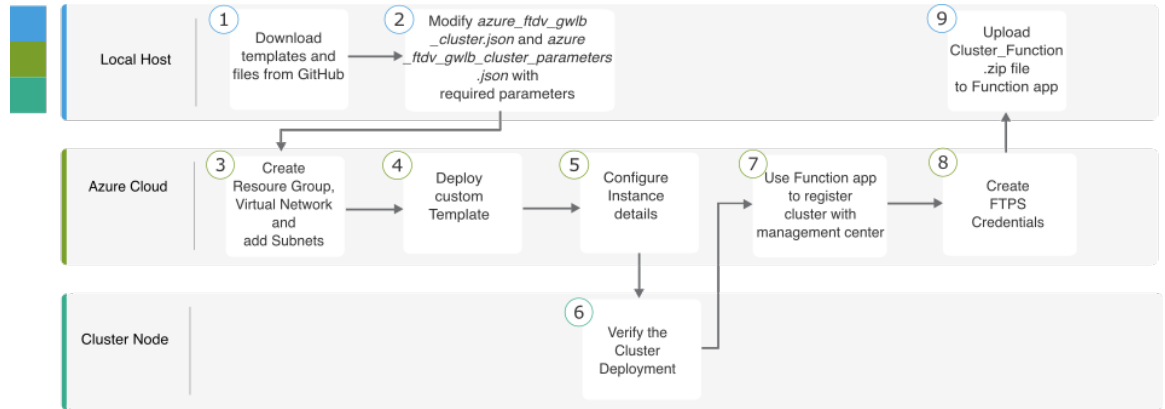 Local Host
1
Download
templates and
files from GitHub
2
Modify azure_ftdv_gwlb
_cluster.json and azure
_ftdv_gwlb_cluster_parameters
.json with
required parameters
9
Upload
Cluster_Function
.zip file
to Function app
Azure Cloud
3
Create
Resoure Group,
Virtual Network
and
add Subnets
4
Deploy
custom
Template
5
Configure
Instance
details
7
Use Function app
to register
cluster with
management center
8
Create
FTPS
Credentials
Cluster Node
6
Verify the
Cluster
Deployment